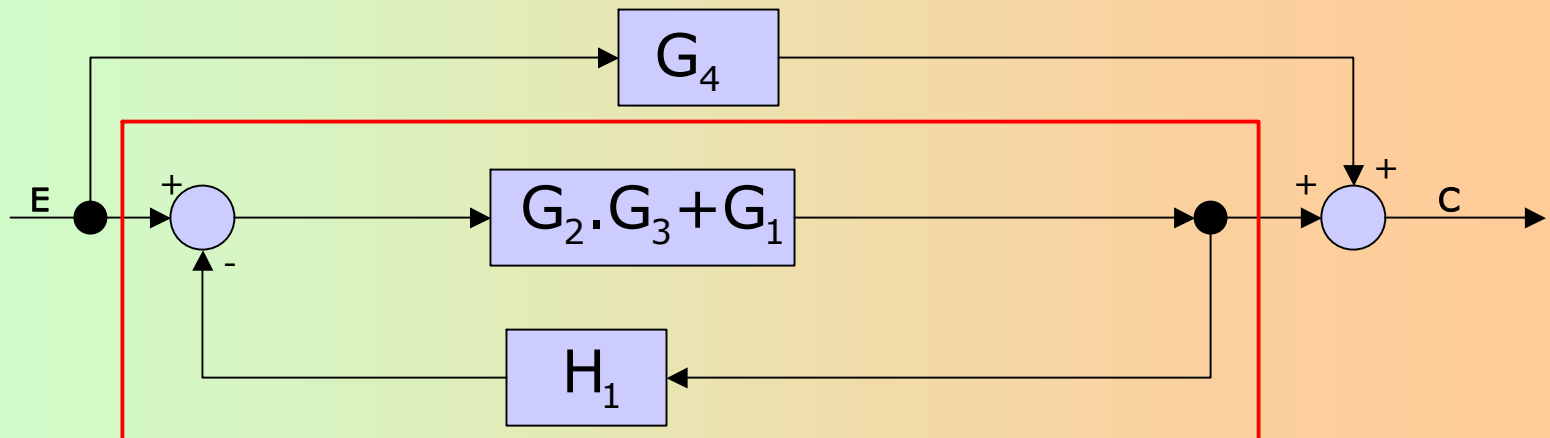 G₄
+ +
E + G₂.G₃+G₁ + C
-
H₁